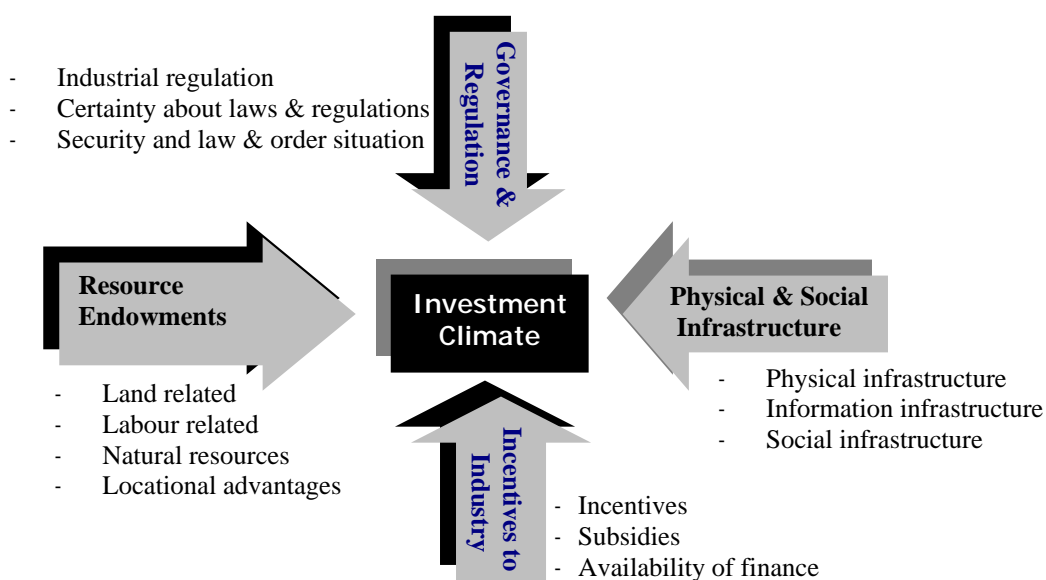 Governance &
Regulation
- Industrial regulation
- Certainty about laws & regulations
- Security and law & order situation
Resource
Endowments
Investment
Climate
Physical & Social
Infrastructure
- Land related
- Labour related
- Natural resources
- Locational advantages
- Physical infrastructure
- Information infrastructure
- Social infrastructure
Incentives to
Industry
- Incentives
- Subsidies
- Availability of finance